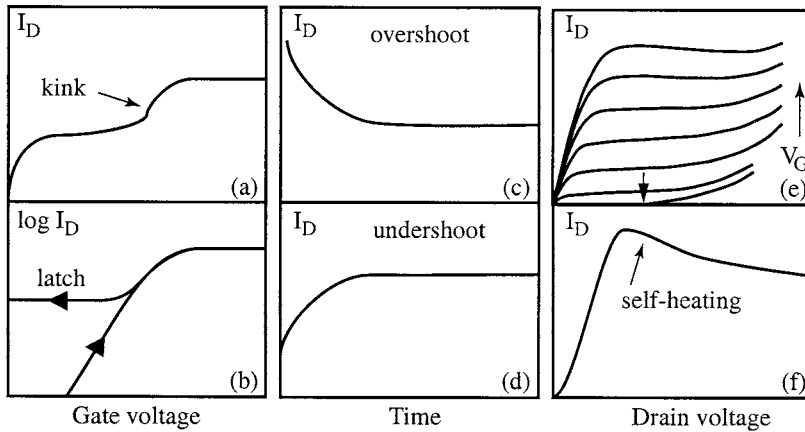 I_D
kink
(a)
log I_D
latch
(b)
Gate voltage
I_D
overshoot
(c)
I_D
undershoot
(d)
Time
I_D
V_G
(e)
I_D
self-heating
(f)
Drain voltage